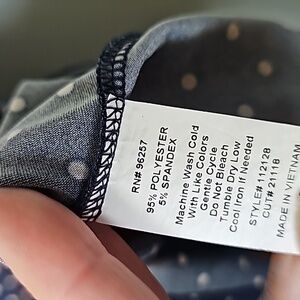 RN# 96257
95% POLYESTER
5% SPANDEX
Machine Wash Cold
With Like Colors
Gentle Cycle
Do Not Bleach
Tumble Dry Low
Cool Iron If Needed
STYLE# 112128
CUT# 21118
MADE IN VIETNAM